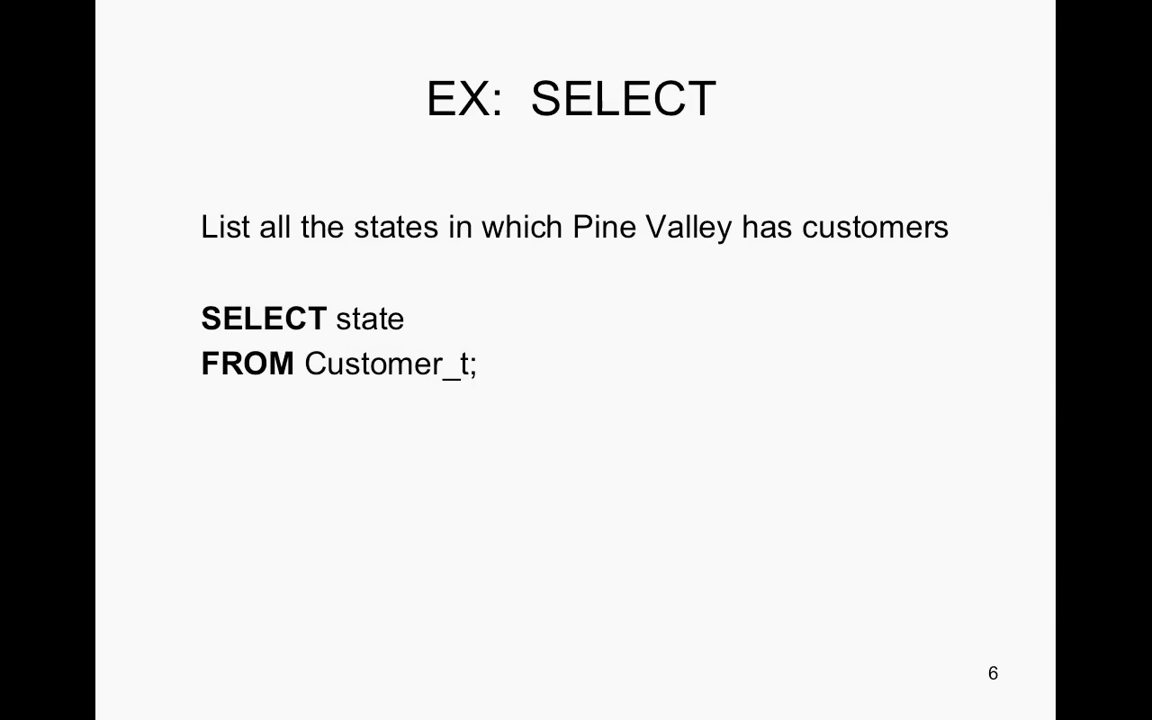 EX: SELECT
List all the states in which Pine Valley has customers
SELECT state
FROM Customer_t;
6